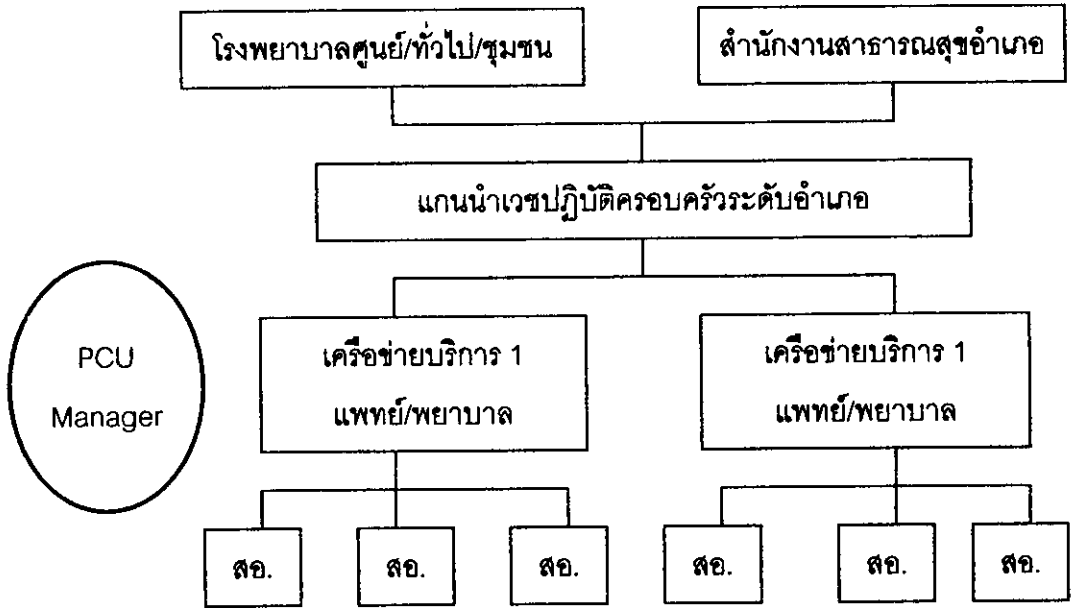 โรงพยาบาลศูนย์/ทั่วไป/ชุมชน
สำนักงานสาธารณสุขอำเภอ
แกนนำเวชปฏิบัติครอบครัวระดับอำเภอ
PCU
Manager
เครือข่ายบริการ 1
แพทย์/พยาบาล
เครือข่ายบริการ 1
แพทย์/พยาบาล
สอ.
สอ.
สอ.
สอ.
สอ.
สอ.